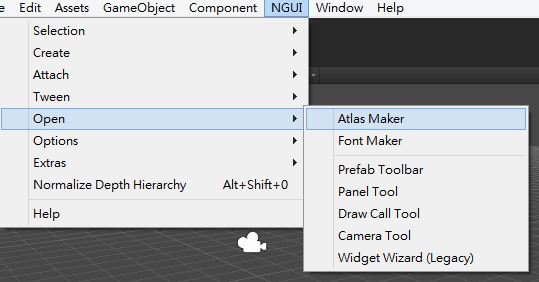 e Edit Assets GameObject Component NGUI Window Help
Selection
Create
Attach
Tween
Open
Options
Extras
Normalize Depth Hierarchy Alt+Shift+0
Help
Atlas Maker
Font Maker
Prefab Toolbar
Panel Tool
Draw Call Tool
Camera Tool
Widget Wizard (Legacy)